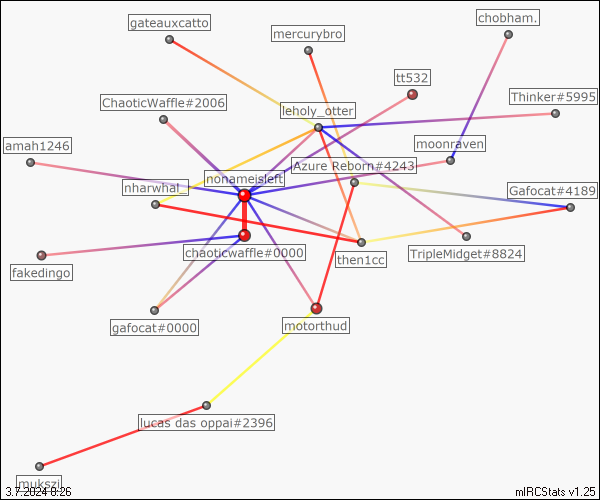 chobham.
gateauxcatto
mercurybro
tt532
Thinker#5995
ChaoticWaffle#2006
leholy_otter
amah1246
moonraven
Azure Reborn#4243
nonameisleft
nharwhal
Gafocat#4189
chaoticwaffle#0000
TripleMidget#8824
then1cc
fakedingo
gafocat#0000
motorthud
lucas das oppai#2396
mukszi
3.7.2024 0:26
mIRCStats v1.25